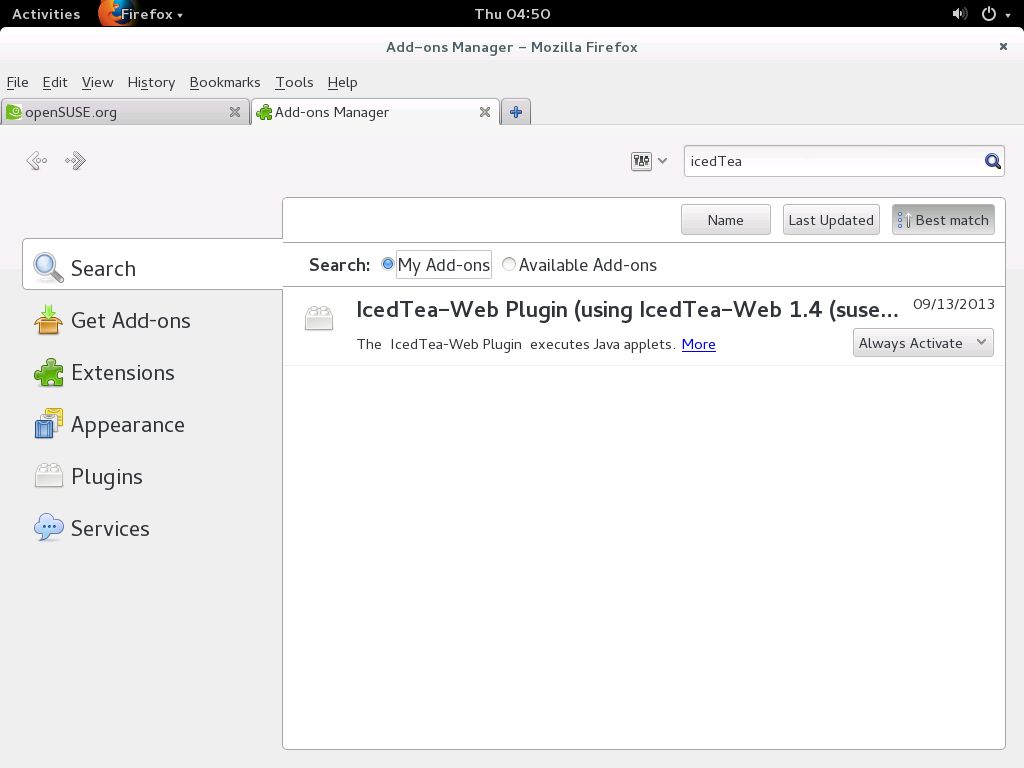 Activities Firefox Thu 04:50
Add-ons Manager - Mozilla Firefox
File Edit View History Bookmarks Tools Help
openSUSE.org Add-ons Manager
icedTea
Name Last Updated Best match
Search
Search: My Add-ons Available Add-ons
IcedTea-Web Plugin (using IcedTea-Web 1.4 (suse... 09/13/2013
Get Add-ons
The IcedTea-Web Plugin executes Java applets. More Always Activate
Extensions
Appearance
Plugins
Services